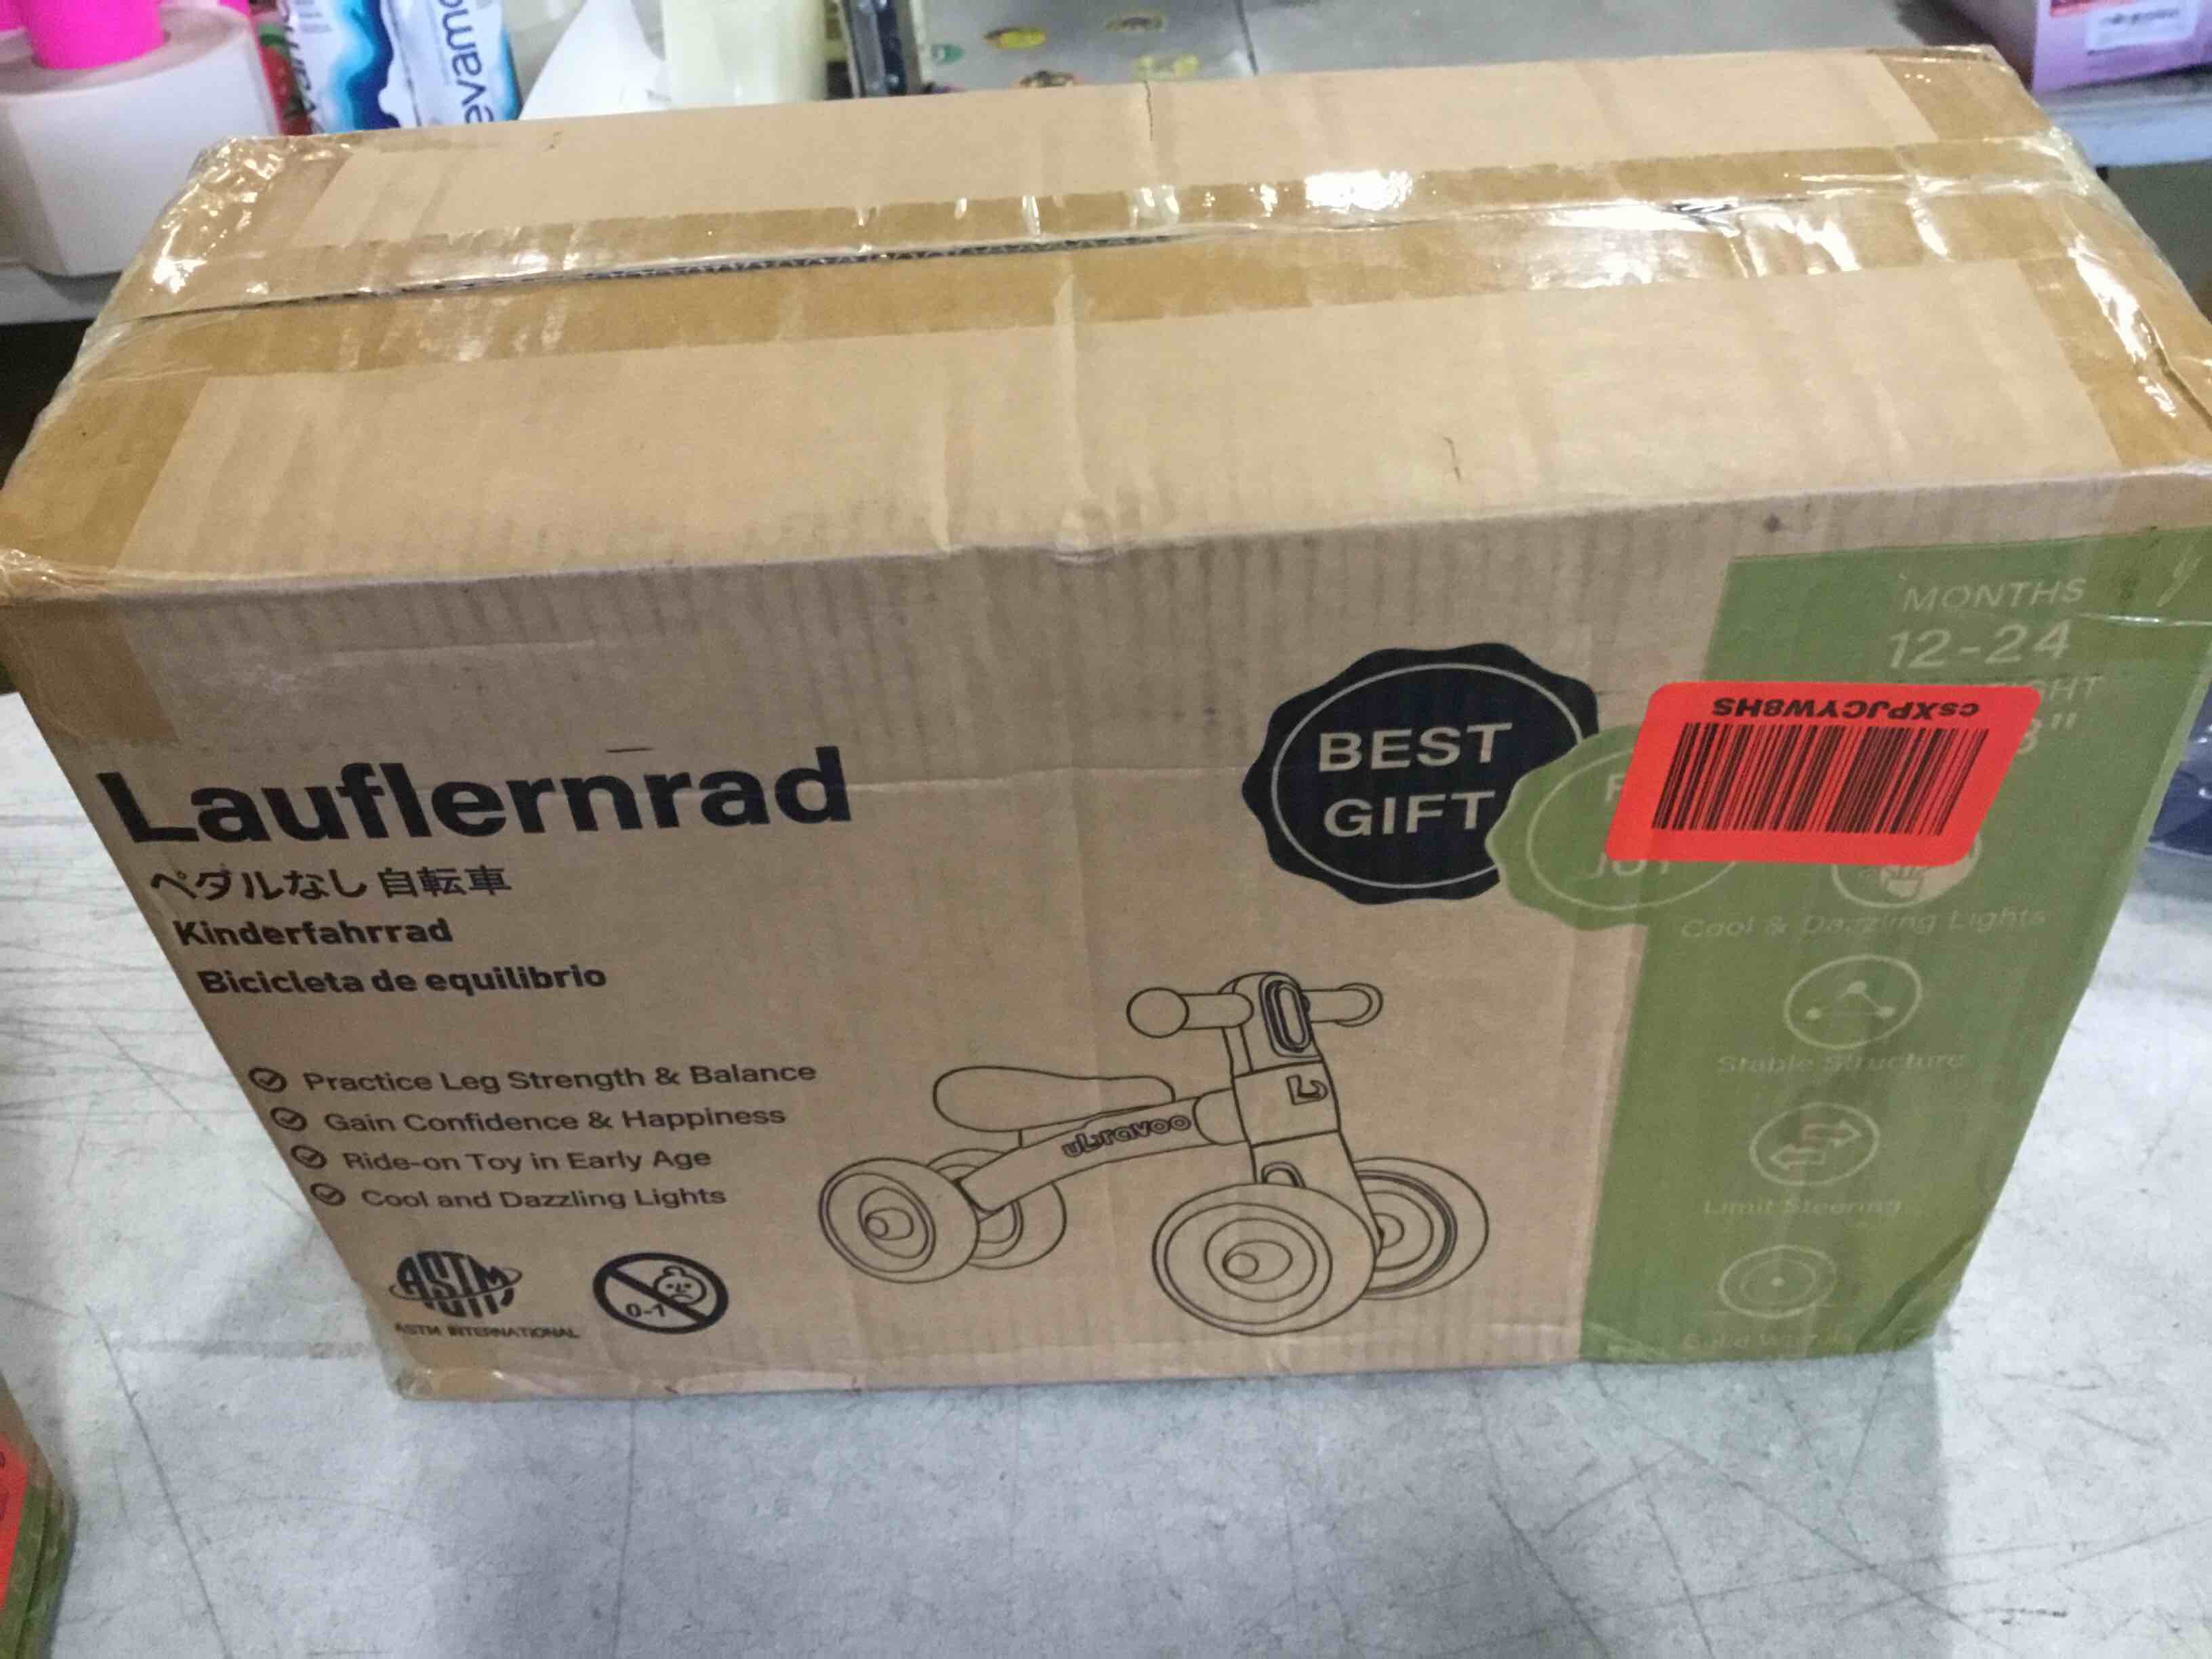 MONTHS
12-24
csXPJCYW8HS
BEST
GIFT
Lauflernrad
ペダルなし自転車
Kinderfahrrad
Bicicleta de equilibrio
Practice Leg Strength & Balance
Gain Confidence & Happiness
Ride-on Toy in Early Age
Cool and Dazzling Lights
ASTM
ASTM INTERNATIONAL
0-1
uLravoo
Cool & Dazzling Lights
Stable Structure
Limit Steering